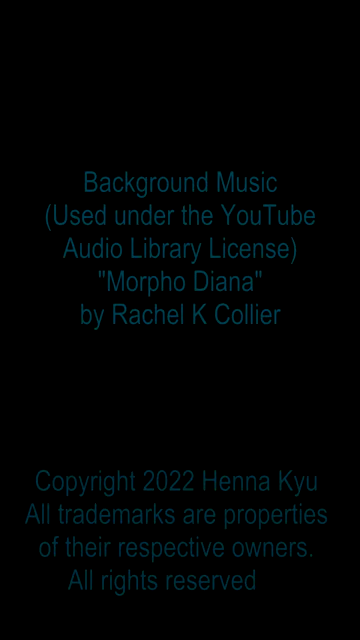 Background Music
(Used under the YouTube
Audio Library License)
"Morpho Diana"
by Rachel K Collier
Copyright 2022 Henna Kyu
All trademarks are properties
of their respective owners.
All rights reserved